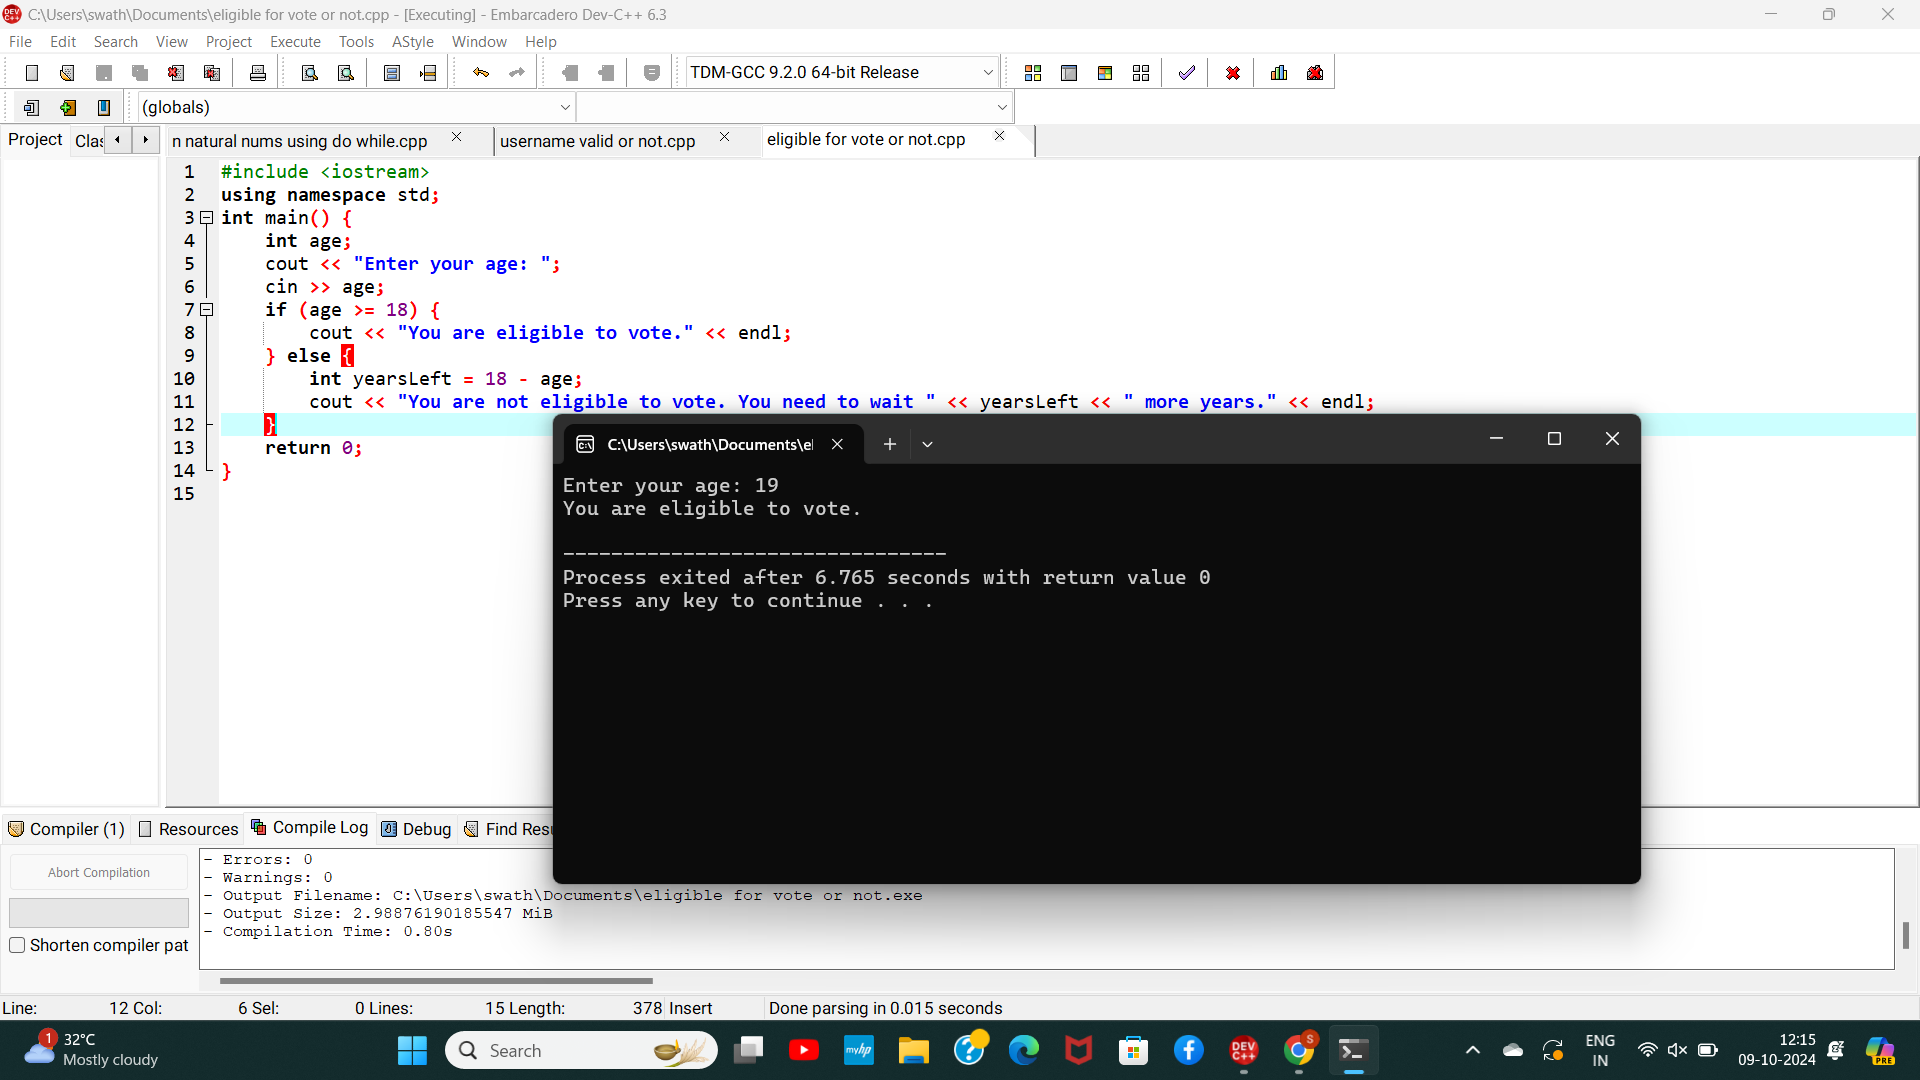 C:\Users\swath\Documents\eligible for vote or not.cpp - [Executing] - Embarcadero Dev-C++ 6.3
File Edit Search View Project Execute Tools AStyle Window Help
TDM-GCC 9.2.0 64-bit Release
(globals)
Project Clas n natural nums using do while.cpp username valid or not.cpp eligible for vote or not.cpp
1 #include <iostream>
2 using namespace std;
3 int main() {
4 int age;
5 cout << "Enter your age: ";
6 cin >> age;
7 if (age >= 18) {
8 cout << "You are eligible to vote." << endl;
9 } else {
10 int yearsLeft = 18 - age;
11 cout << "You are not eligible to vote. You need to wait " << yearsLeft << " more years." << endl;
12 }
13 return 0;
14 }
15
C:\Users\swath\Documents\el
Enter your age: 19
You are eligible to vote.
--------------------------------
Process exited after 6.765 seconds with return value 0
Press any key to continue . . .
Compiler (1) Resources Compile Log Debug Find Resu
Abort Compilation
Shorten compiler pat
- Errors: 0
- Warnings: 0
- Output Filename: C:\Users\swath\Documents\eligible for vote or not.exe
- Output Size: 2.98876190185547 MiB
- Compilation Time: 0.80s
Line: 12 Col: 6 Sel: 0 Lines: 15 Length: 378 Insert Done parsing in 0.015 seconds
1
32°C
Mostly cloudy
Search
myhp
DEV C++
S
ENG
IN
12:15
09-10-2024
PRE